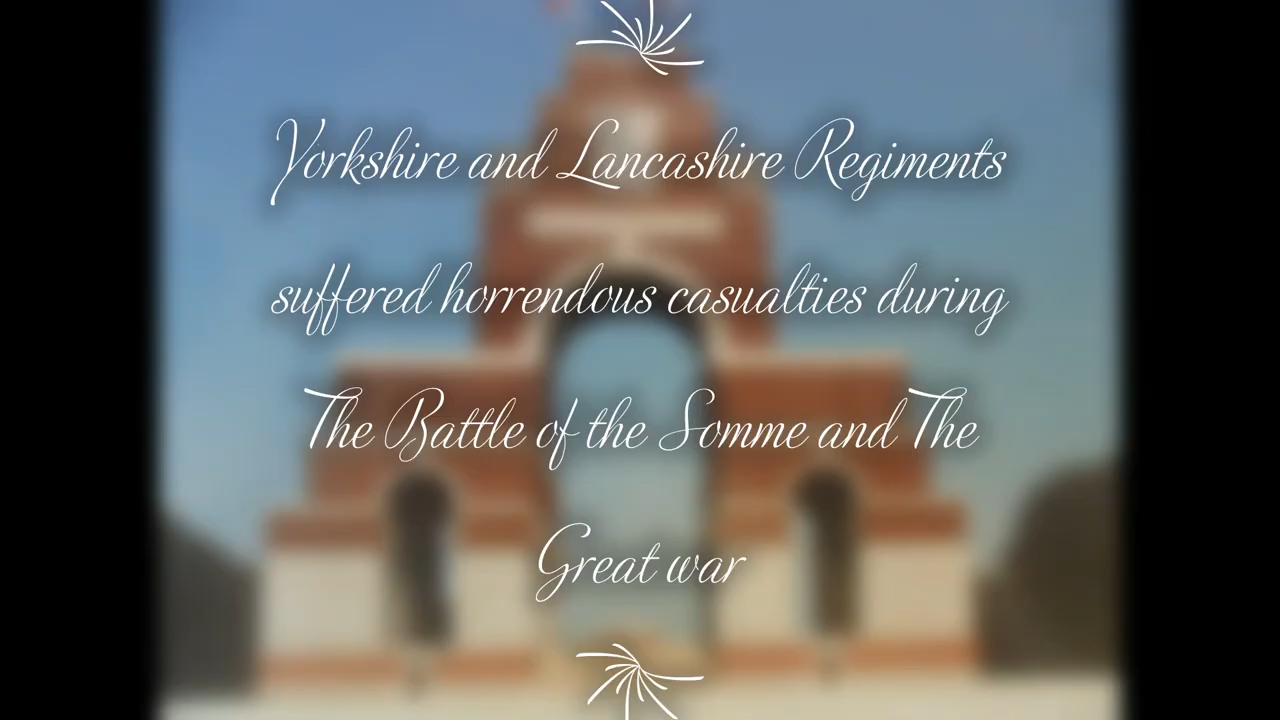 Yorkshire and Lancashire Regiments
suffered horrendous casualties during
The Battle of the Somme and The
Great war